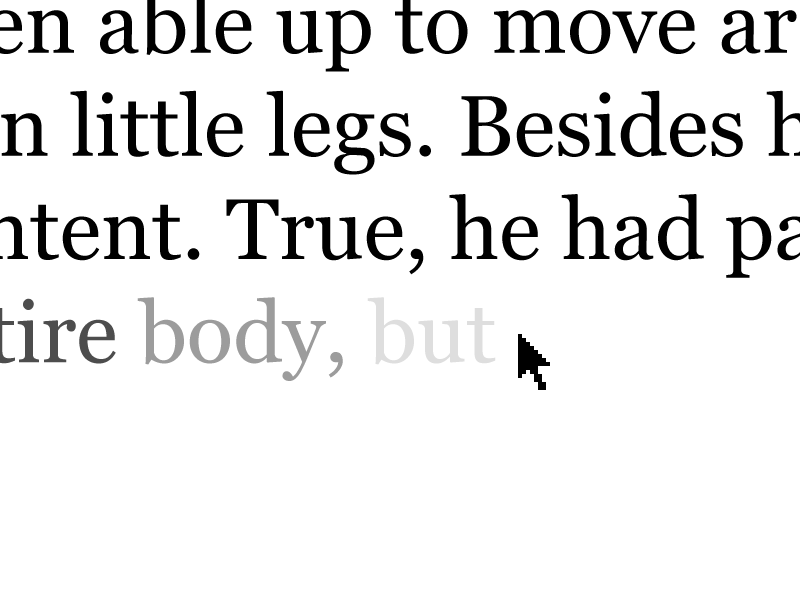 en able up to move ar
n little legs. Besides h
ntent. True, he had pa
tire body, but